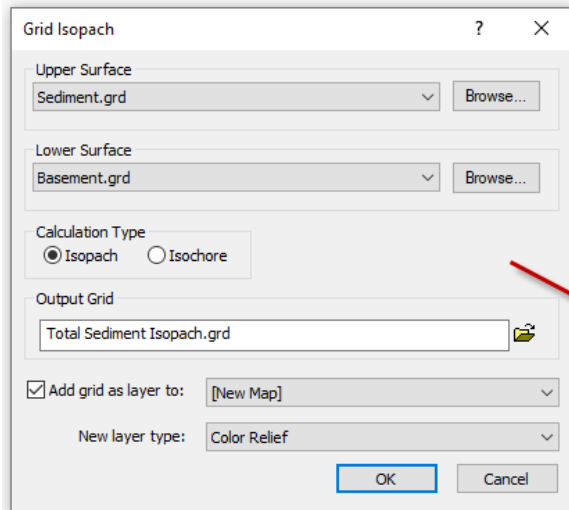 Grid Isopach ?
Upper Surface
Sediment.grd Browse...
Lower Surface
Basement.grd Browse...
Calculation Type
Isopach Isochore
Output Grid
Total Sediment Isopach.grd
Add grid as layer to: [New Map]
New layer type: Color Relief
OK Cancel